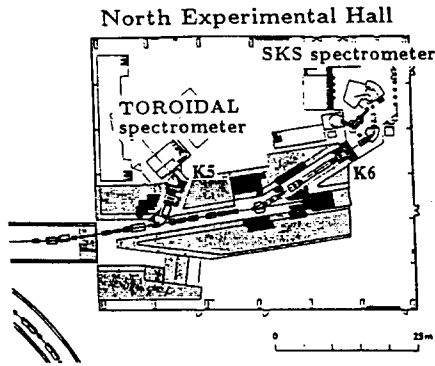 North Experimental Hall
SKS spectrometer
TOROIDAL
spectrometer
K5
K6
0
25m